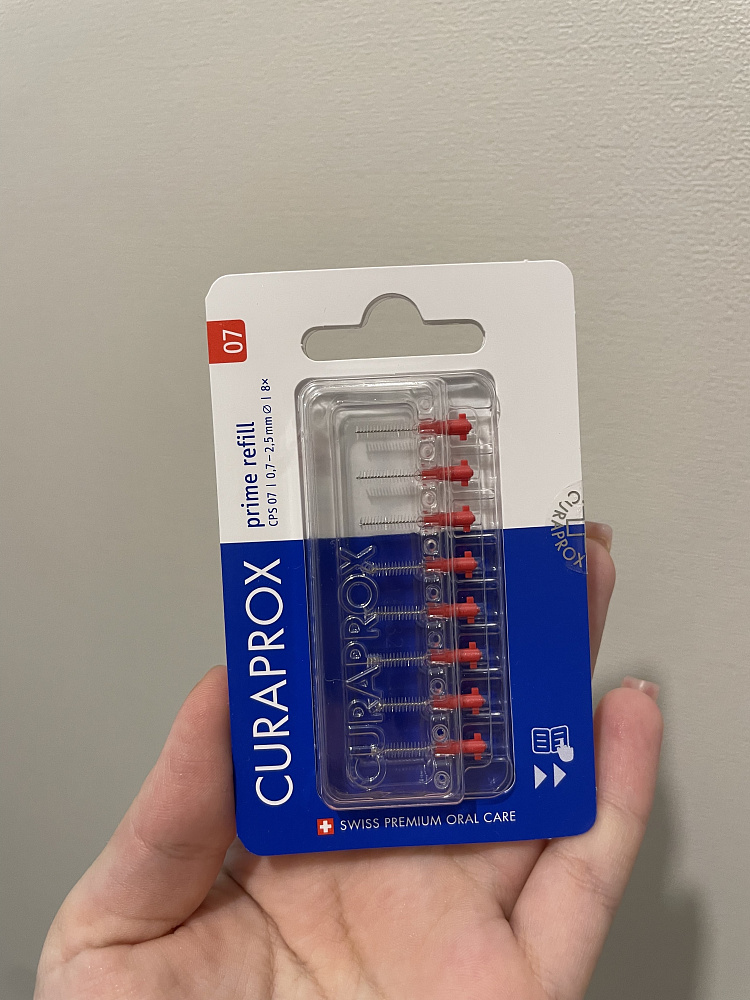 07
prime refill
CPS 07 | 0,7 – 2,5 mm ∅ | 8×
CURAPROX
CURAPROX
CURAPROX
SWISS PREMIUM ORAL CARE